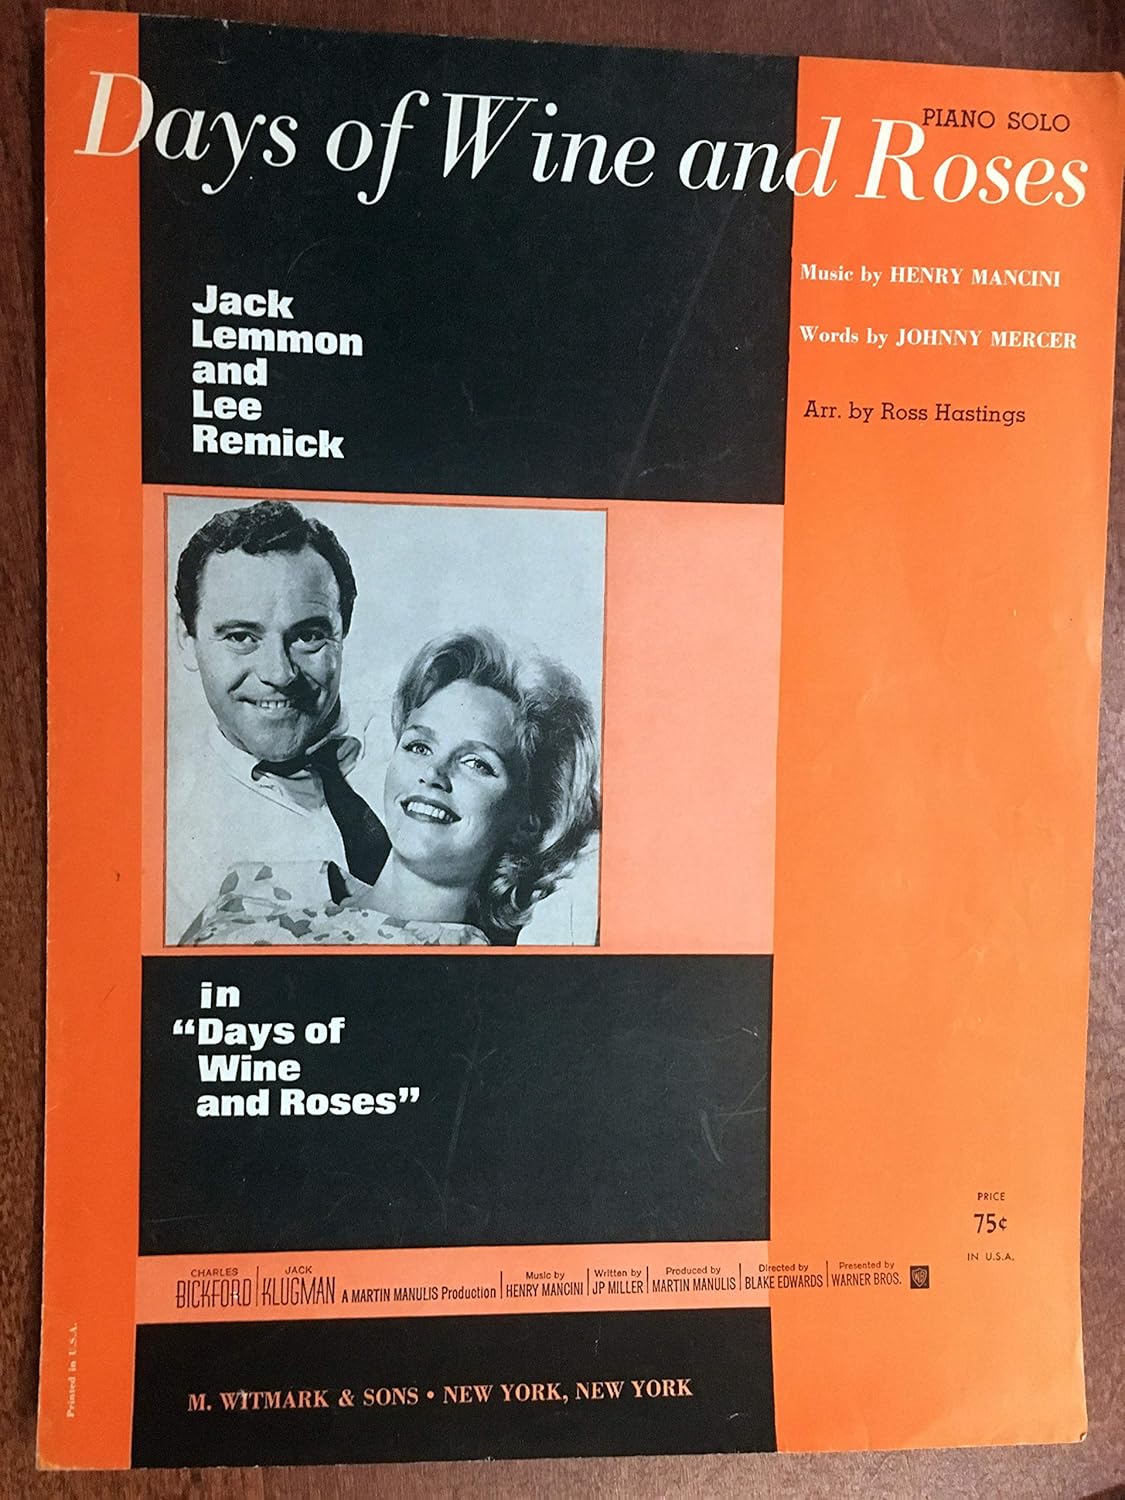 PIANO SOLO
Days of Wine and Roses
Music by HENRY MANCINI
Words by JOHNNY MERCER
Arr. by Ross Hastings
Jack
Lemmon
and
Lee
Remick
in
“Days of
Wine
and Roses”
PRICE
75¢
IN U.S.A.
CHARLES
BICKFORD
JACK
KLUGMAN
A MARTIN MANULIS Production
Music by
HENRY MANCINI
Written by
JP MILLER
Produced by
MARTIN MANULIS
Directed by
BLAKE EDWARDS
Presented by
WARNER BROS.
WB
M. WITMARK & SONS • NEW YORK, NEW YORK
Printed in U.S.A.